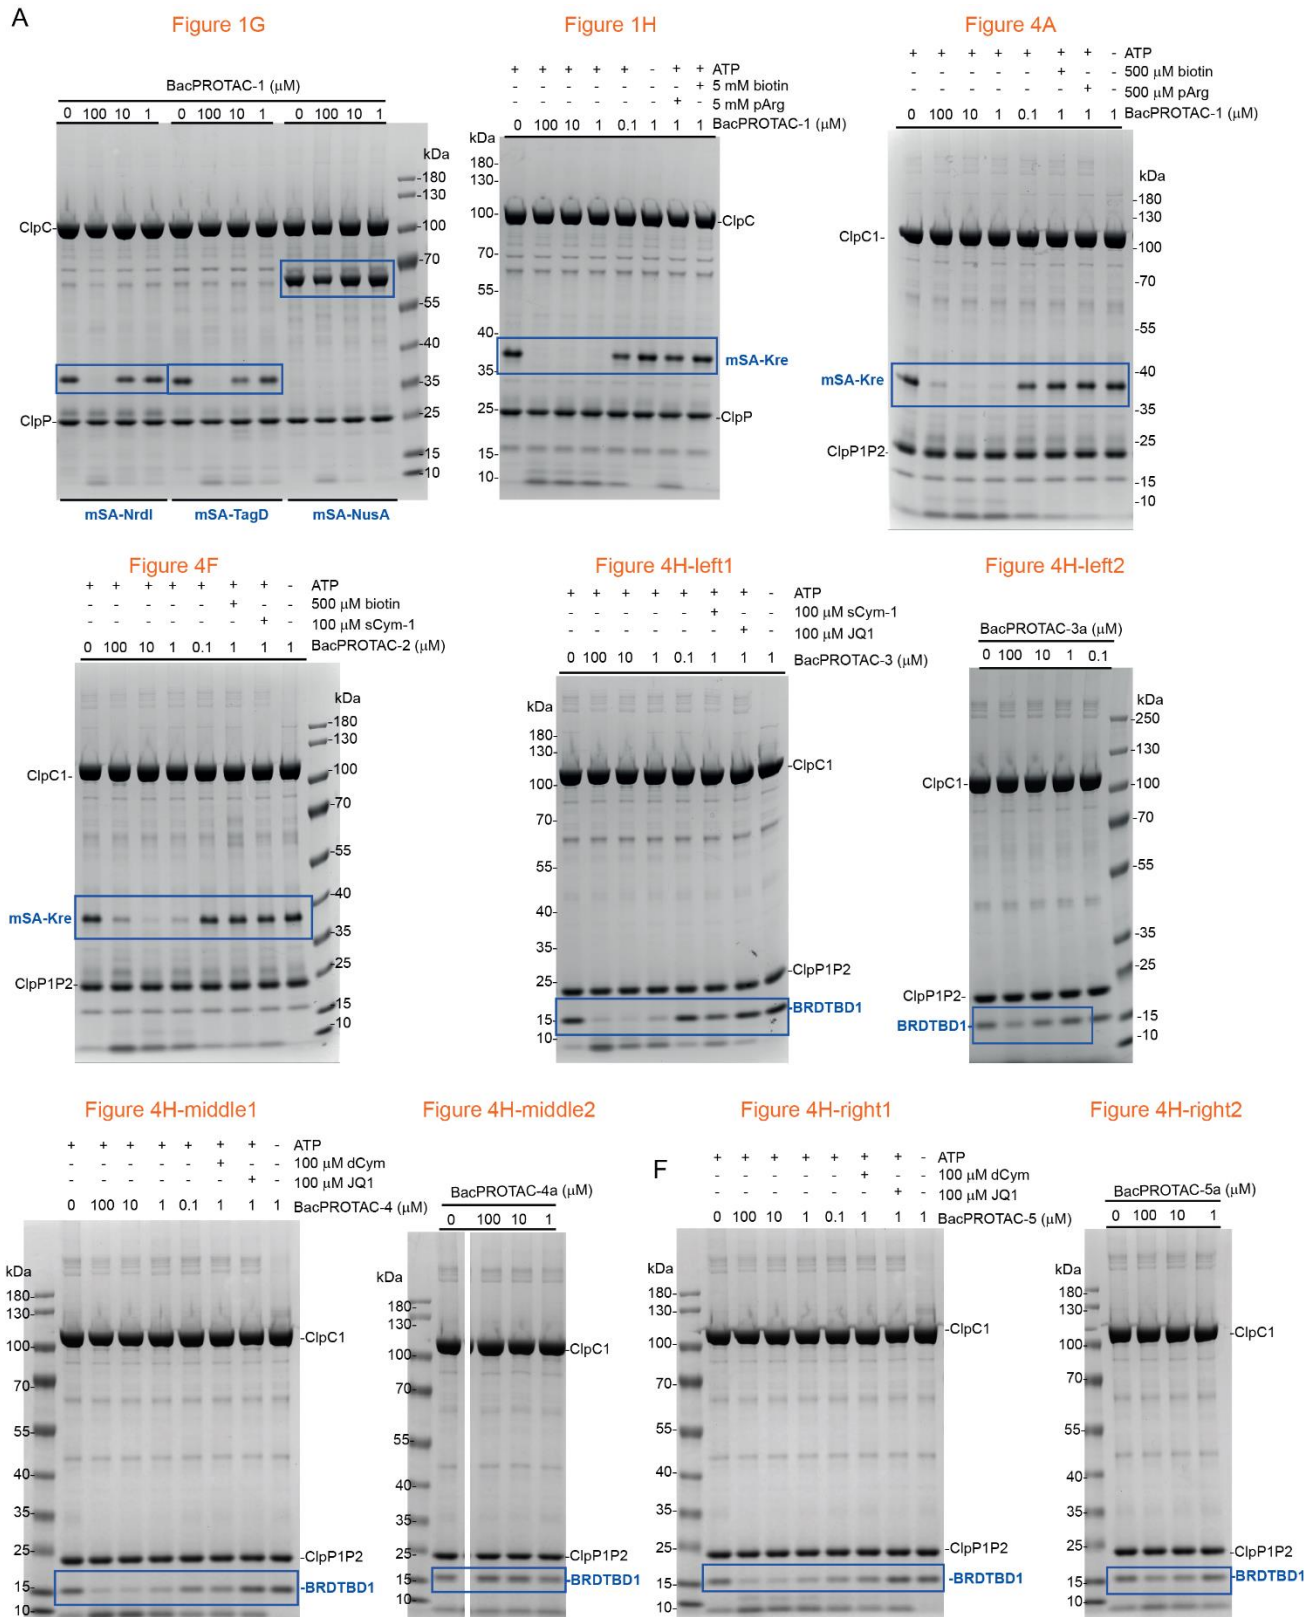 A
Figure 1G
BacPROTAC-1 (μM)
0 100 10 1 0 100 10 1 0 100 10 1
kDa
-180
-130
ClpC-
-100
-70
-55
-40
-35
ClpP-
-25
-15
-10
mSA-NrdI mSA-TagD mSA-NusA
Figure 1H
+ + + + + - + + ATP
- - - - - - - + 5 mM biotin
- - - - - - + - 5 mM pArg
0 100 10 1 0.1 1 1 1 BacPROTAC-1 (μM)
kDa
180-
130-
100-
-ClpC
70-
55-
40-
mSA-Kre
35-
25-
-ClpP
15-
10-
Figure 4A
+ + + + + + + - ATP
- - - - - + - - 500 μM biotin
- - - - - - + - 500 μM pArg
0 100 10 1 0.1 1 1 1 BacPROTAC-1 (μM)
kDa
180
-130
ClpC1-
-100
-70
-55
-40
mSA-Kre
-35
-25
ClpP1P2-
-15
-10
Figure 4F
+ + + + + + + - ATP
- - - - - + - - 500 μM biotin
- - - - - - + - 100 μM sCym-1
0 100 10 1 0.1 1 1 1 BacPROTAC-2 (μM)
kDa
-180
-130
ClpC1-
-100
-70
-55
-40
mSA-Kre
-35
-25
ClpP1P2-
-15
-10
Figure 4H-left1
+ + + + + + + - ATP
- - - - - + - - 100 μM sCym-1
- - - - - - + - 100 μM JQ1
0 100 10 1 0.1 1 1 1 BacPROTAC-3 (μM)
kDa
180-
130-
-ClpC1
100-
70-
55-
40-
35-
-ClpP1P2
25-
-BRDTBD1
15-
10-
Figure 4H-left2
BacPROTAC-3a (μM)
0 100 10 1 0.1
kDa
-250
-130
ClpC1-
-100
-70
-55
-35
-25
ClpP1P2-
-15
BRDTBD1-
-10
Figure 4H-middle1
+ + + + + + + - ATP
- - - - - + - - 100 μM dCym
- - - - - - + - 100 μM JQ1
0 100 10 1 0.1 1 1 1 BacPROTAC-4 (μM)
kDa
180-
130-
-ClpC1
100-
70-
55-
40-
35-
25-
-ClpP1P2
15-
-BRDTBD1
10-
Figure 4H-middle2
BacPROTAC-4a (μM)
0 100 10 1
kDa
180-
130-
-ClpC1
100-
70-
55-
40-
35-
25-
-ClpP1P2
15-
-BRDTBD1
10-
Figure 4H-right1
F
+ + + + + + + - ATP
- - - - - + - - 100 μM dCym
- - - - - - + - 100 μM JQ1
0 100 10 1 0.1 1 1 1 BacPROTAC-5 (μM)
kDa
180-
130-
-ClpC1
100-
70-
55-
40-
35-
25-
-ClpP1P2
15-
-BRDTBD1
10-
Figure 4H-right2
BacPROTAC-5a (μM)
0 100 10 1
kDa
180-
130-
-ClpC1
100-
70-
55-
40-
35-
25-
-ClpP1P2
15-
-BRDTBD1
10-